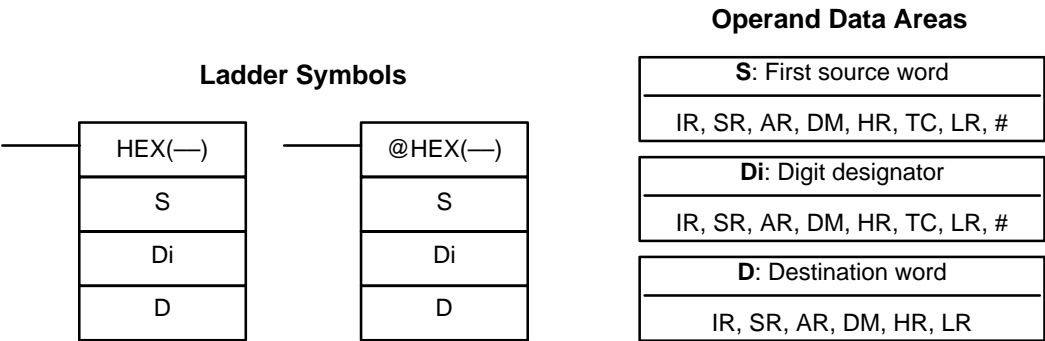 Operand Data Areas
Ladder Symbols
HEX(—)
S
Di
D
@HEX(—)
S
Di
D
S: First source word
IR, SR, AR, DM, HR, TC, LR, #
Di: Digit designator
IR, SR, AR, DM, HR, TC, LR, #
D: Destination word
IR, SR, AR, DM, HR, LR